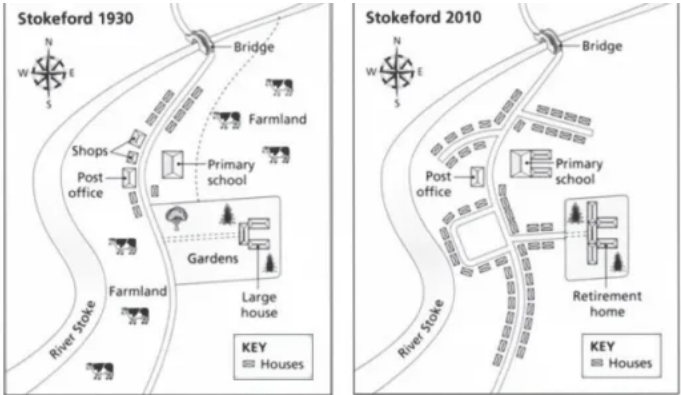 Stokeford 1930
N
W E
S
Bridge
Farmland
Shops
Post
office
Primary
school
Gardens
Farmland
Large
house
River Stoke
KEY
Houses
Stokeford 2010
N
W E
S
Bridge
Post
office
Primary
school
Retirement
home
River Stoke
KEY
Houses